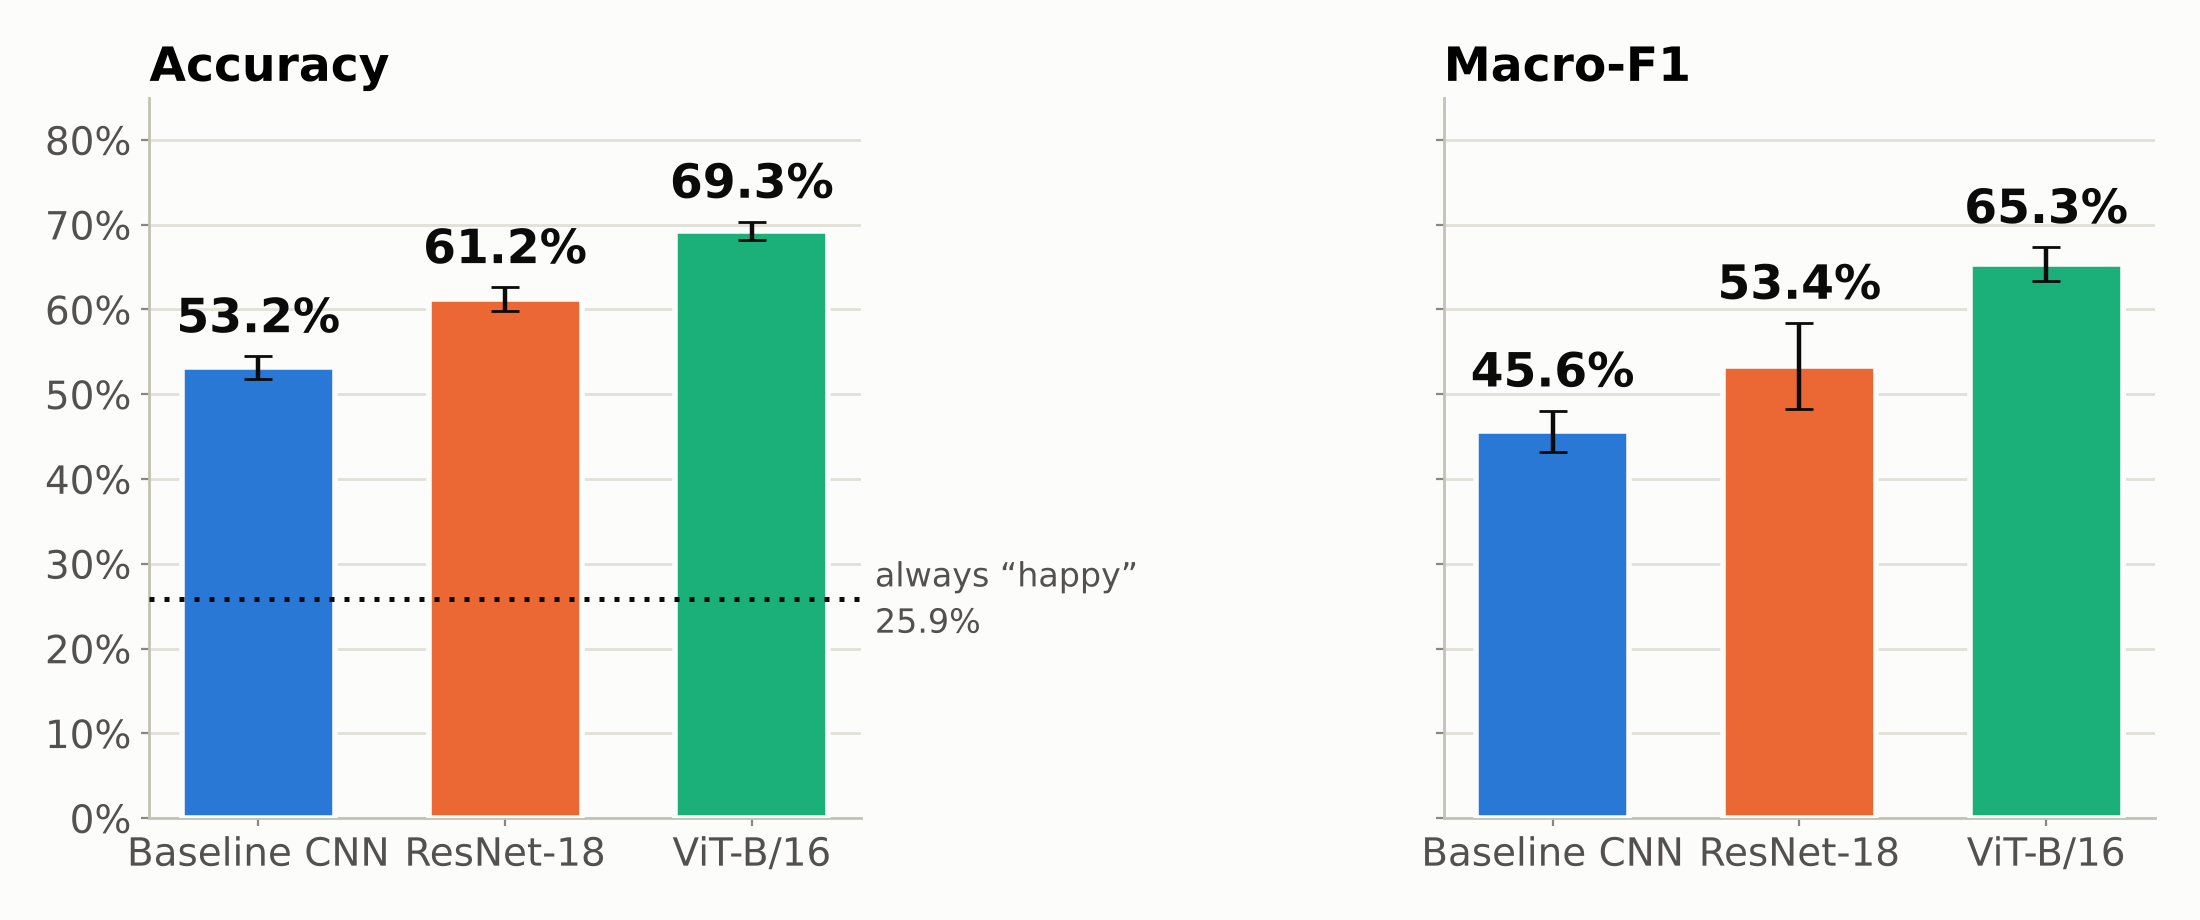 Accuracy
80%
70%
60%
50%
40%
30%
20%
10%
0%
53.2%
61.2%
69.3%
always “happy”
25.9%
Baseline CNN
ResNet-18
ViT-B/16
Macro-F1
45.6%
53.4%
65.3%
Baseline CNN
ResNet-18
ViT-B/16